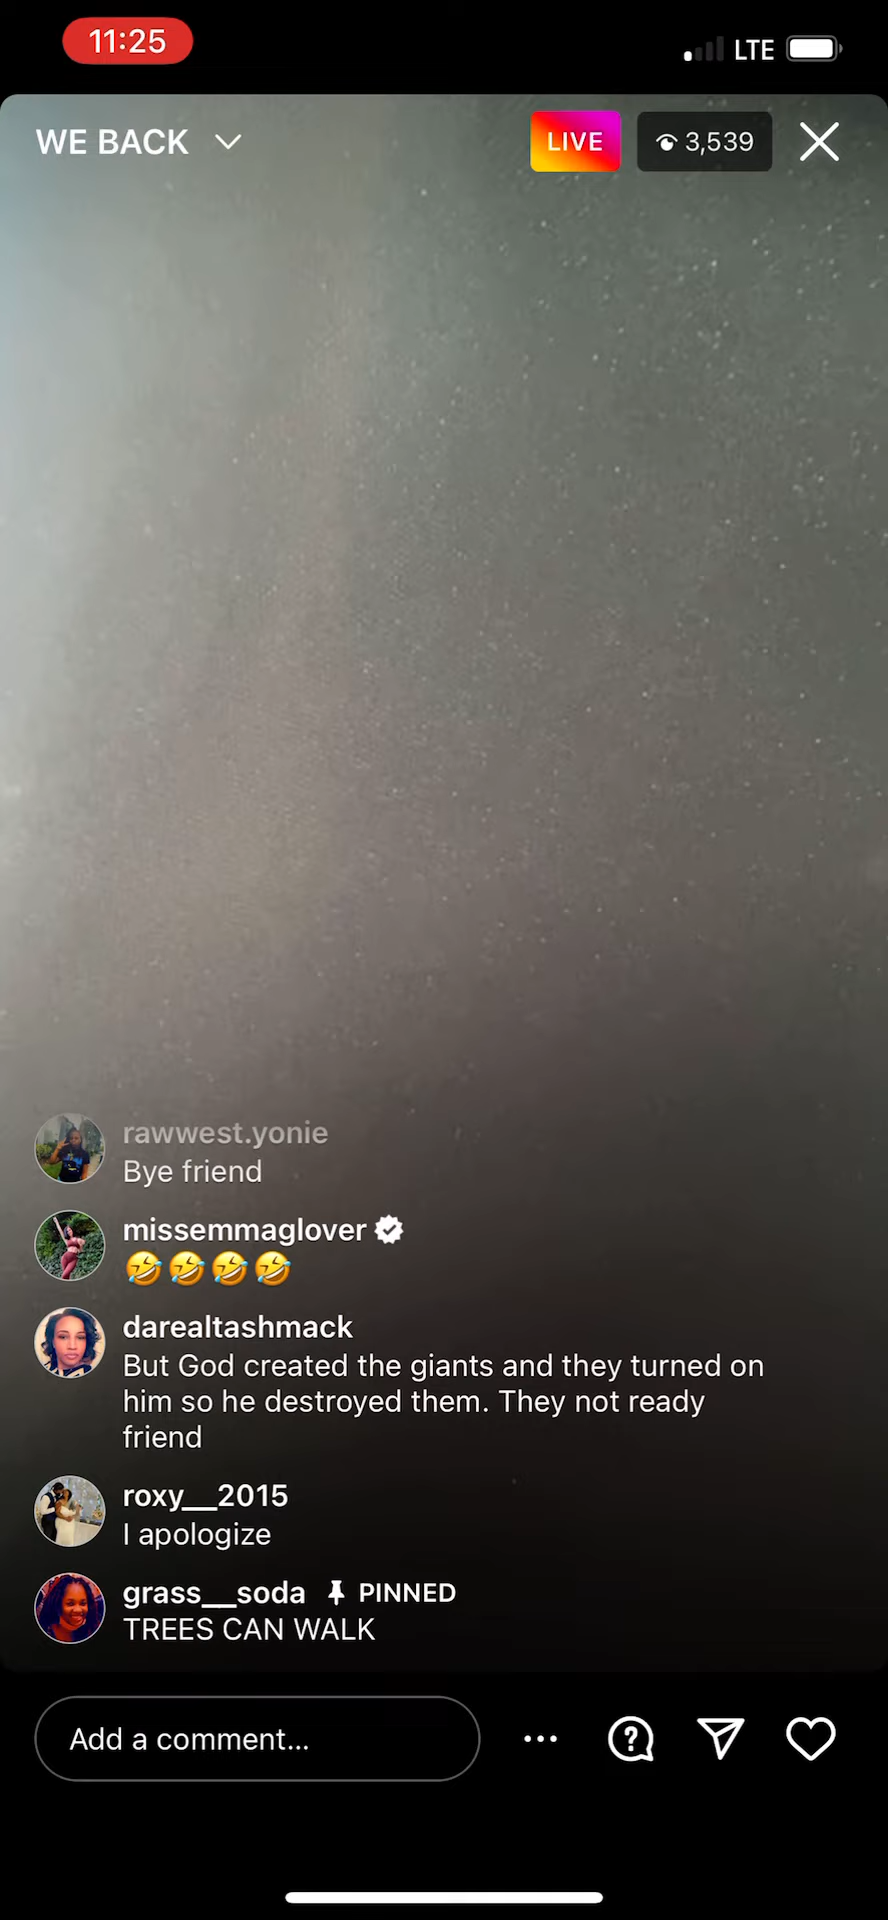 11:25
LTE
WE BACK
LIVE
3,539
rawwest.yonie
Bye friend
missemmaglover
🤣🤣🤣🤣
darealtashmack
But God created the giants and they turned on
him so he destroyed them. They not ready
friend
roxy__2015
I apologize
grass__soda PINNED
TREES CAN WALK
Add a comment...